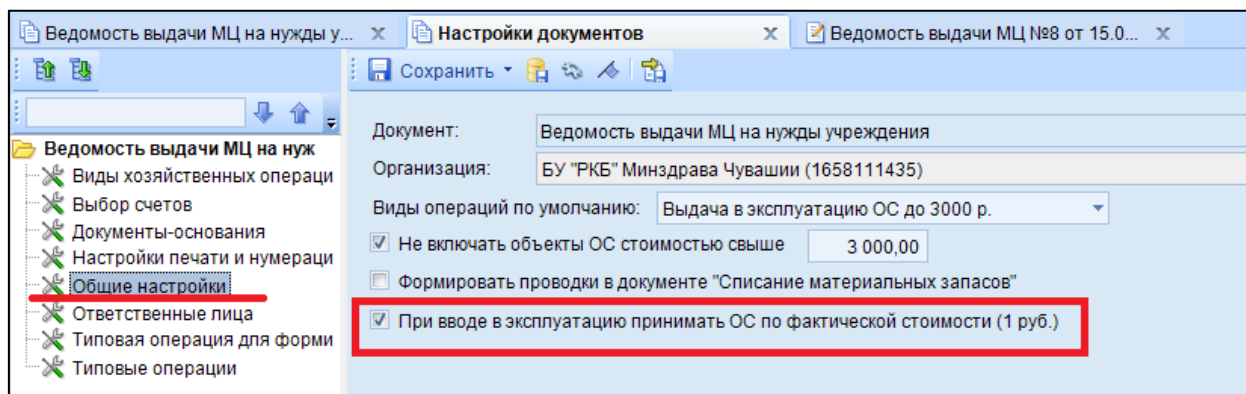 Ведомость выдачи МЦ на нужды у... x Настройки документов x Ведомость выдачи МЦ №8 от 15.0... x
Сохранить
Ведомость выдачи МЦ на нуж
Виды хозяйственных операци
Выбор счетов
Документы-основания
Настройки печати и нумераци
Общие настройки
Ответственные лица
Типовая операция для форми
Типовые операции
Документ: Ведомость выдачи МЦ на нужды учреждения
Организация: БУ "РКБ" Минздрава Чувашии (1658111435)
Виды операций по умолчанию: Выдача в эксплуатацию ОС до 3000 р.
Не включать объекты ОС стоимостью свыше 3 000,00
Формировать проводки в документе "Списание материальных запасов"
При вводе в эксплуатацию принимать ОС по фактической стоимости (1 руб.)